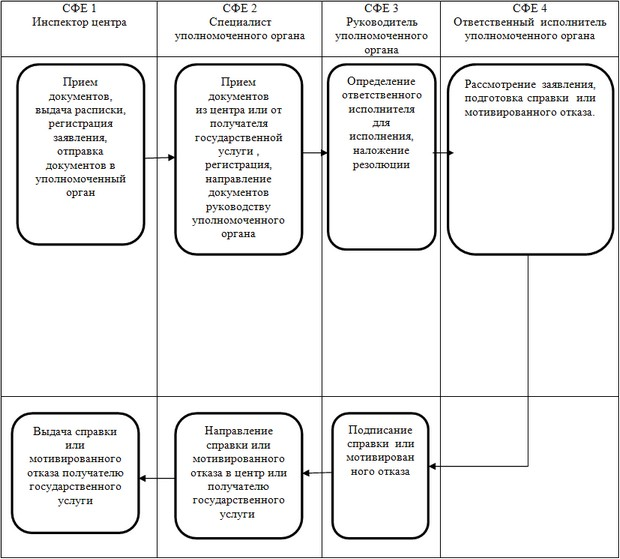 СФЕ 1
Инспектор центра
СФЕ 2
Специалист
уполномоченного органа
СФЕ 3
Руководитель
уполномоченного
органа
СФЕ 4
Ответственный исполнитель
уполномоченного органа
Прием
документов,
выдача расписки,
регистрация
заявления,
отправка
документов в
уполномоченный
орган
Прием
документов
из центра или от
получателя
государственной
услуги ,
регистрация,
направление
документов
руководству
уполномоченного
органа
Определение
ответственного
исполнителя
для
исполнения,
наложение
резолюции
Рассмотрение заявления,
подготовка справки или
мотивированного отказа.
Выдача справки
или
мотивированного
отказа получателю
государственной
услуги
Направление
справки или
мотивированного
отказа в центр или
получателю
государственной
услуги
Подписание
справки или
мотивирован
ного отказа